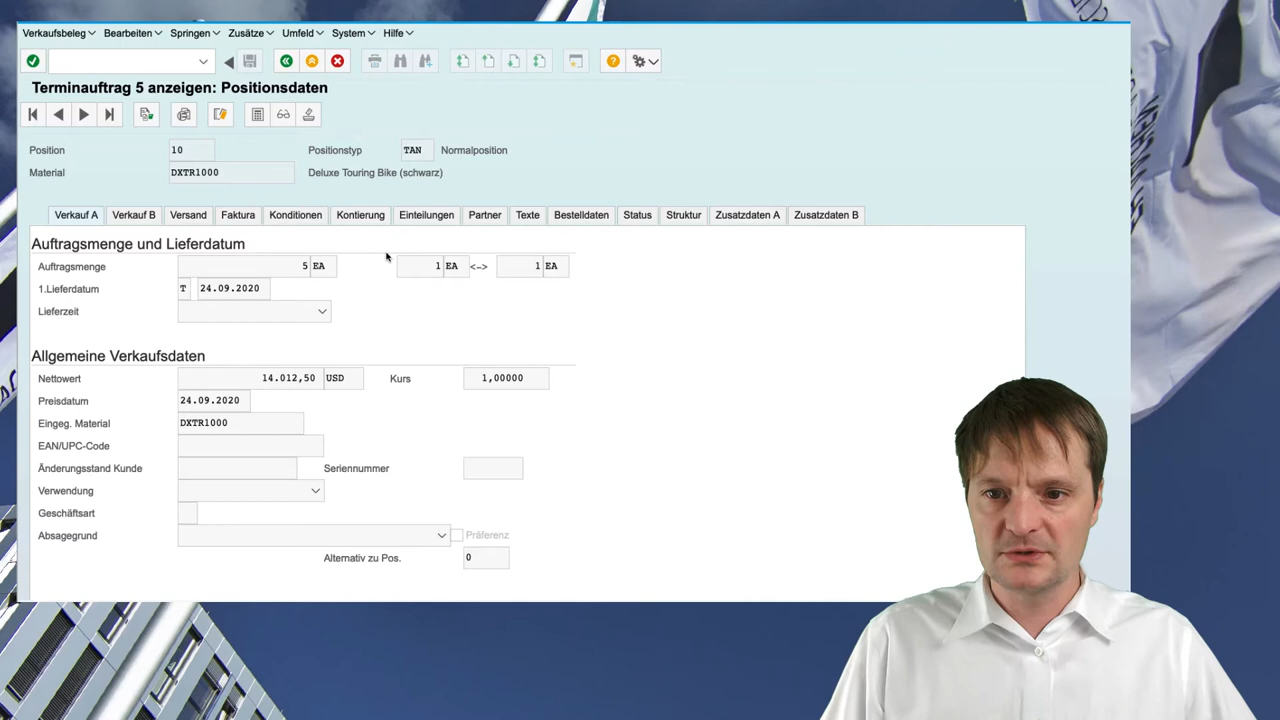 Verkaufsbeleg Bearbeiten Springen Zusätze Umfeld System Hilfe
Terminauftrag 5 anzeigen: Positionsdaten
Position 10 Positionstyp TAN Normalposition
Material DXTR1000 Deluxe Touring Bike (schwarz)
Verkauf A Verkauf B Versand Faktura Konditionen Kontierung Einteilungen Partner Texte Bestelldaten Status Struktur Zusatzdaten A Zusatzdaten B
Auftragsmenge und Lieferdatum
Auftragsmenge 5 EA 1 EA <-> 1 EA
1.Lieferdatum T 24.09.2020
Lieferzeit
Allgemeine Verkaufsdaten
Nettowert 14.012,50 USD Kurs 1,00000
Preisdatum 24.09.2020
Eingeg. Material DXTR1000
EAN/UPC-Code
Änderungsstand Kunde Seriennummer
Verwendung
Geschäftsart
Absagegrund Präferenz
Alternativ zu Pos. 0